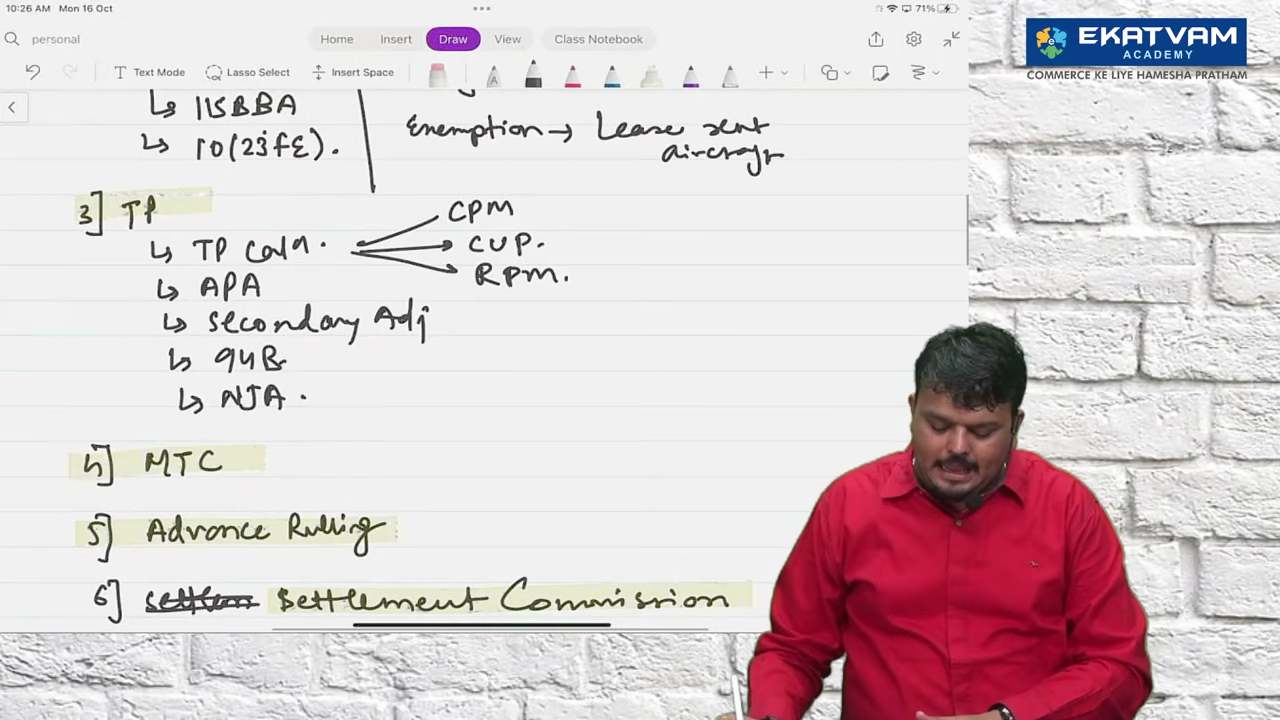 10:26 AM Mon 16 Oct
71%
personal
Home Insert Draw View Class Notebook
Text Mode Lasso Select Insert Space
EKATVAM
ACADEMY
COMMERCE KE LIYE HAMESHA PRATHAM
↳ 115BBA
↳ 10(23FE).
Exemption → Lease rent
aircraft
3] TP
↳ TP Caln.
CPM
CUP.
RPM.
↳ APA
↳ Secondary Adj
↳ 94B
↳ NJA.
4] MTC
5] Advance Rulling
6] Settlement Commission